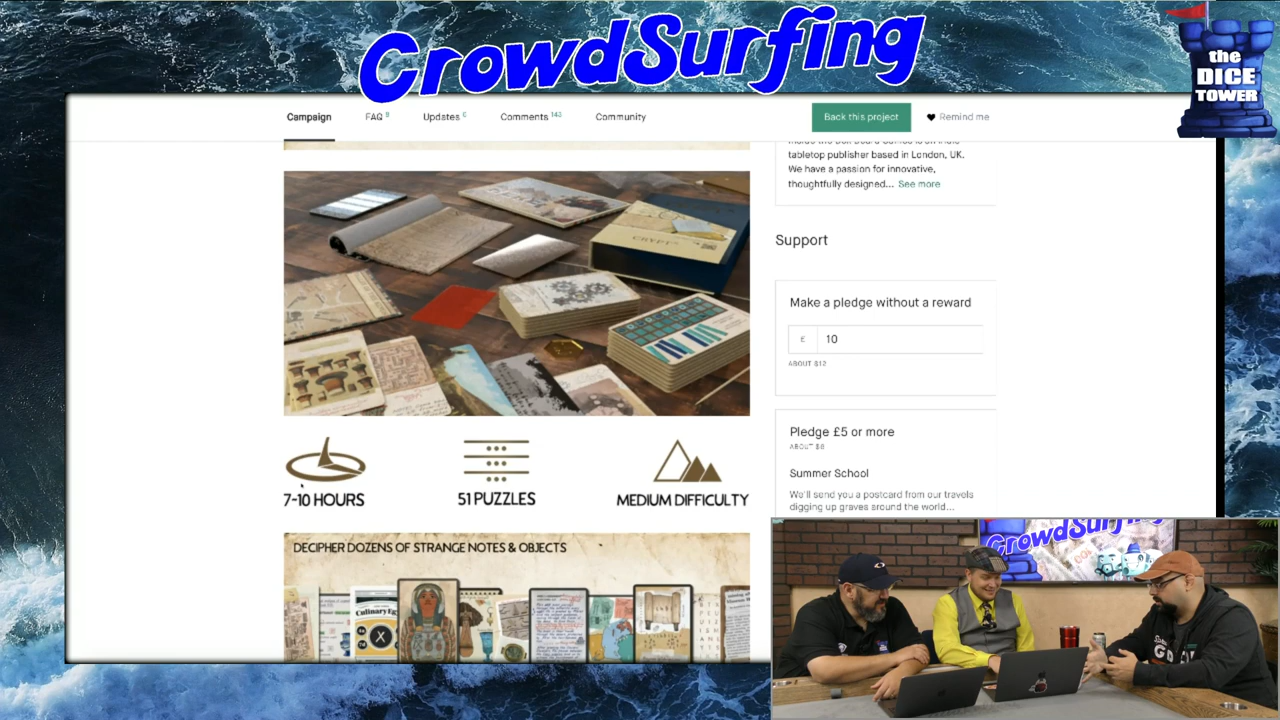 CrowdSurfing
the
DICE
TOWER
Campaign
FAQ 8
Updates 0
Comments 143
Community
Back this project
Remind me
tabletop publisher based in London, UK.
We have a passion for innovative,
thoughtfully designed... See more
Support
Make a pledge without a reward
£ 10
ABOUT $12
Pledge £5 or more
ABOUT $6
Summer School
We'll send you a postcard from our travels
digging up graves around the world...
7-10 HOURS
51 PUZZLES
MEDIUM DIFFICULTY
DECIPHER DOZENS OF STRANGE NOTES & OBJECTS
X
CrowdSurfing